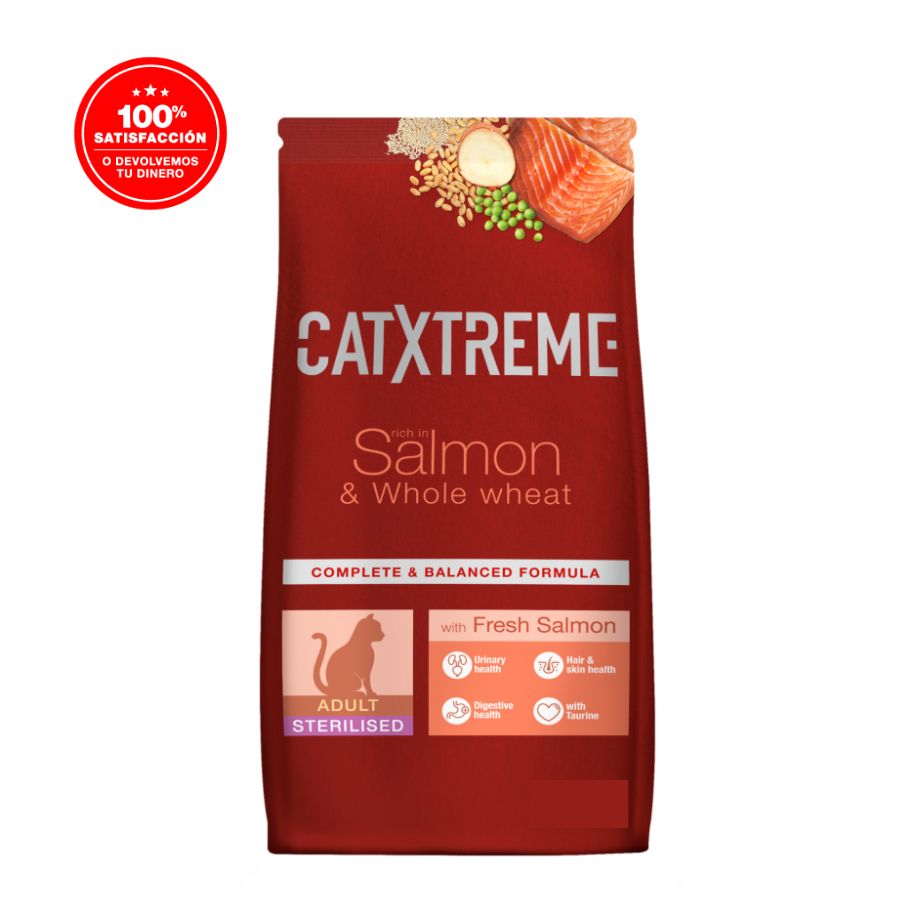 100%
SATISFACCIÓN
O DEVOLVEMOS
TU DINERO
CATXTREME
rich in
Salmon
& Whole wheat
COMPLETE & BALANCED FORMULA
ADULT
STERILISED
with Fresh Salmon
Urinary
health
Hair &
skin health
Digestive
health
with
Taurine